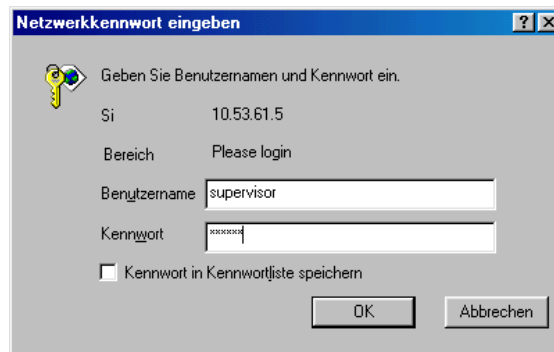 Netzwerkkennwort eingeben
Geben Sie Benutzernamen und Kennwort ein.
Si 10.53.61.5
Bereich Please login
Benutzername supervisor
Kennwort ******
Kennwort in Kennwortliste speichern
OK Abbrechen